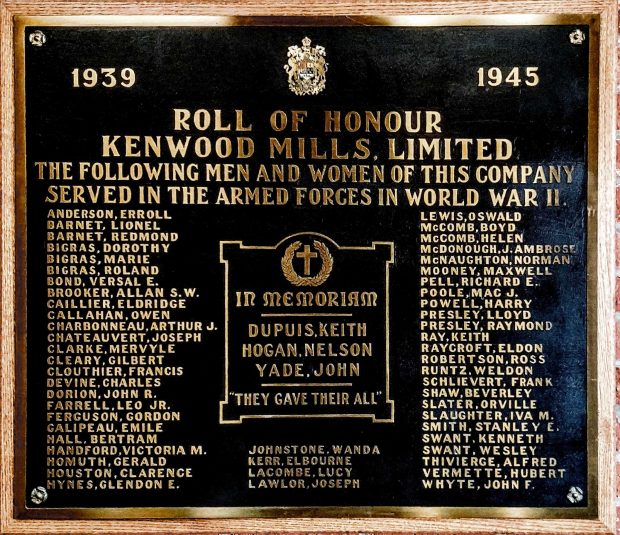 1939
1945
ROLL OF HONOUR
KENWOOD MILLS, LIMITED
THE FOLLOWING MEN AND WOMEN OF THIS COMPANY
SERVED IN THE ARMED FORCES IN WORLD WAR II.
ANDERSON, ERROLL
BARNET, LIONEL
BARNET, REDMOND
BIGRAS, DOROTHY
BIGRAS, MARIE
BIGRAS, ROLAND
BOND, VERSAL E.
BROOKER, ALLAN S.W.
CAILLIER, ELDRIDGE
CALLAHAN, OWEN
CHARBONNEAU, ARTHUR J.
CHATEAUVERT, JOSEPH
CLARKE, MERVYLE
CLEARY, GILBERT
CLOUTHIER, FRANCIS
DEVINE, CHARLES
DORION, JOHN R.
FARRELL, LEO JR.
FERGUSON, GORDON
GALIPEAU, EMILE
HALL, BERTRAM
HANDFORD, VICTORIA M.
HOMUTH, GERALD
HOUSTON, CLARENCE
HYNES, GLENDON E.
IN MEMORIAM
DUPUIS, KEITH
HOGAN, NELSON
YADE, JOHN
"THEY GAVE THEIR ALL"
JOHNSTONE, WANDA
KERR, ELBOURNE
LACOMBE, LUCY
LAWLOR, JOSEPH
LEWIS, OSWALD
McCOMB, BOYD
McCOMB, HELEN
McDONOUGH, J. AMBROSE
McNAUGHTON, NORMAN
MOONEY, MAXWELL
PELL, RICHARD E.
POOLE, MAC J.
POWELL, HARRY
PRESLEY, LLOYD
PRESLEY, RAYMOND
RAY, KEITH
RAYCROFT, ELDON
ROBERTSON, ROSS
RUNTZ, WELDON
SCHLIEVERT, FRANK
SHAW, BEVERLEY
SLATER, ORVILLE
SLAUGHTER, IVA M.
SMITH, STANLEY E.
SWANT, KENNETH
SWANT, WESLEY
THIVIERGE, ALFRED
VERMETTE, HUBERT
WHYTE, JOHN F.